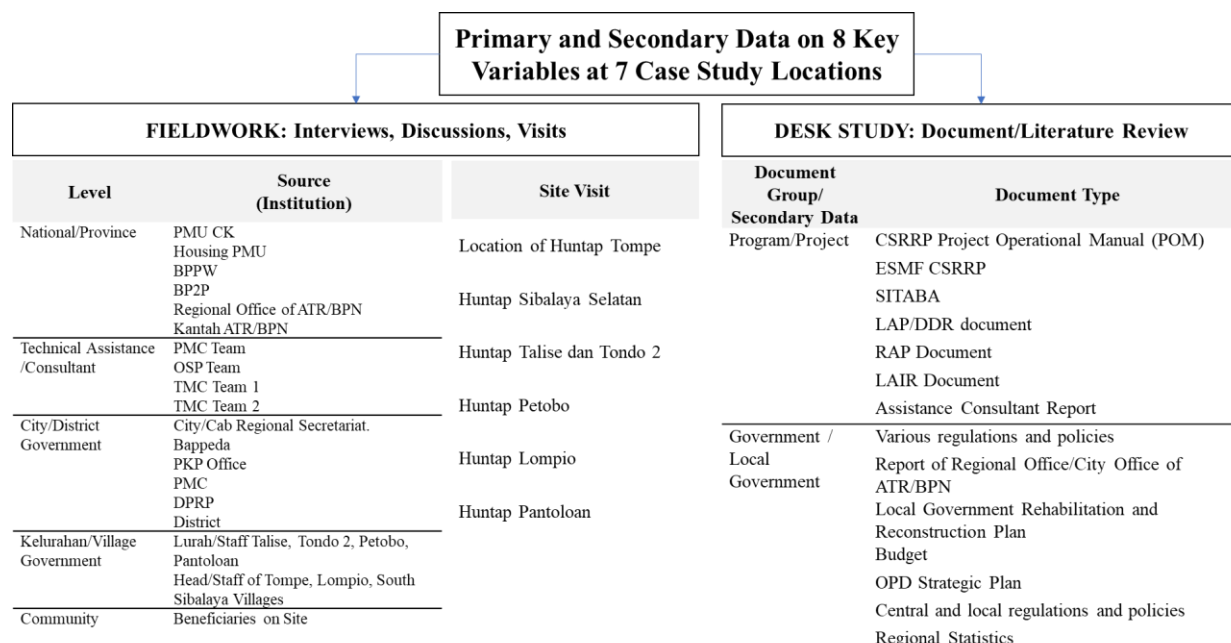 Primary and Secondary Data on 8 Key
Variables at 7 Case Study Locations
FIELDWORK: Interviews, Discussions, Visits
Level
Source
(Institution)
National/Province
PMU CK
Housing PMU
BPPW
BP2P
Regional Office of ATR/BPN
Kantah ATR/BPN
Technical Assistance
/Consultant
PMC Team
OSP Team
TMC Team 1
TMC Team 2
City/District
Government
City/Cab Regional Secretariat.
Bappeda
PKP Office
PMC
DPRP
District
Kelurahan/Village
Government
Lurah/Staff Talise, Tondo 2, Petobo,
Pantoloan
Head/Staff of Tompe, Lompio, South
Sibalaya Villages
Community
Beneficiaries on Site
Site Visit
Location of Huntap Tompe
Huntap Sibalaya Selatan
Huntap Talise dan Tondo 2
Huntap Petobo
Huntap Lompio
Huntap Pantoloan
DESK STUDY: Document/Literature Review
Document
Group/
Secondary Data
Document Type
Program/Project
CSRRP Project Operational Manual (POM)
ESMF CSRRP
SITABA
LAP/DDR document
RAP Document
LAIR Document
Assistance Consultant Report
Government /
Local
Government
Various regulations and policies
Report of Regional Office/City Office of
ATR/BPN
Local Government Rehabilitation and
Reconstruction Plan
Budget
OPD Strategic Plan
Central and local regulations and policies
Regional Statistics